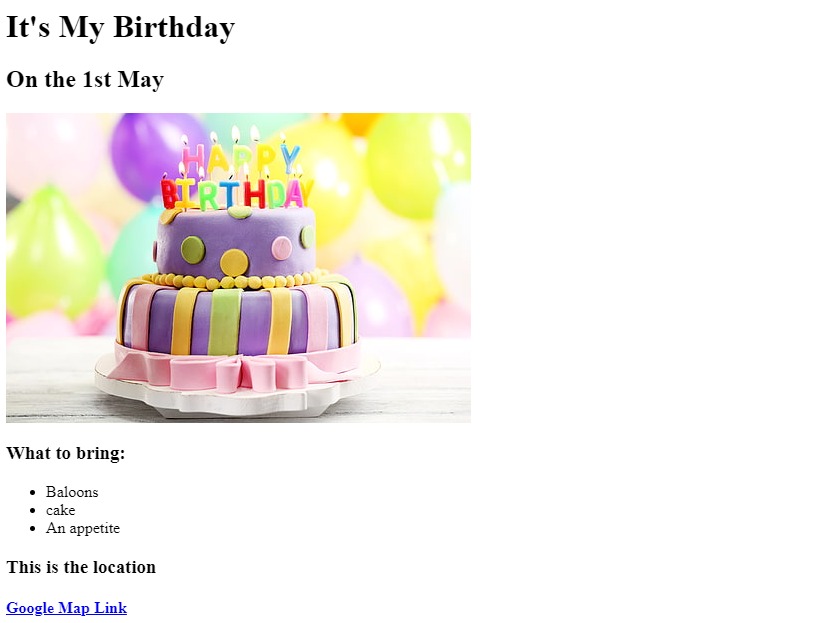 It's My Birthday
On the 1st May
HAPPY
BIRTHDAY
What to bring:
Baloons
cake
An appetite
This is the location
Google Map Link